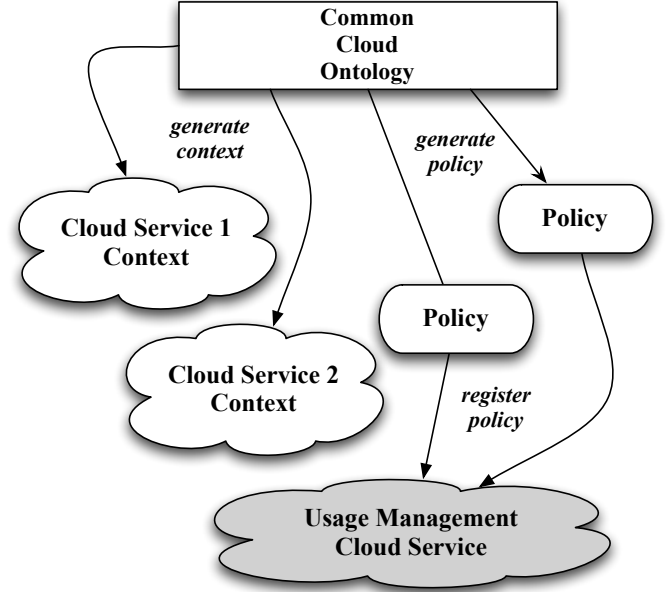 Common
Cloud
Ontology
generate
context
generate
policy
Cloud Service 1
Context
Policy
Policy
Cloud Service 2
Context
register
policy
Usage Management
Cloud Service